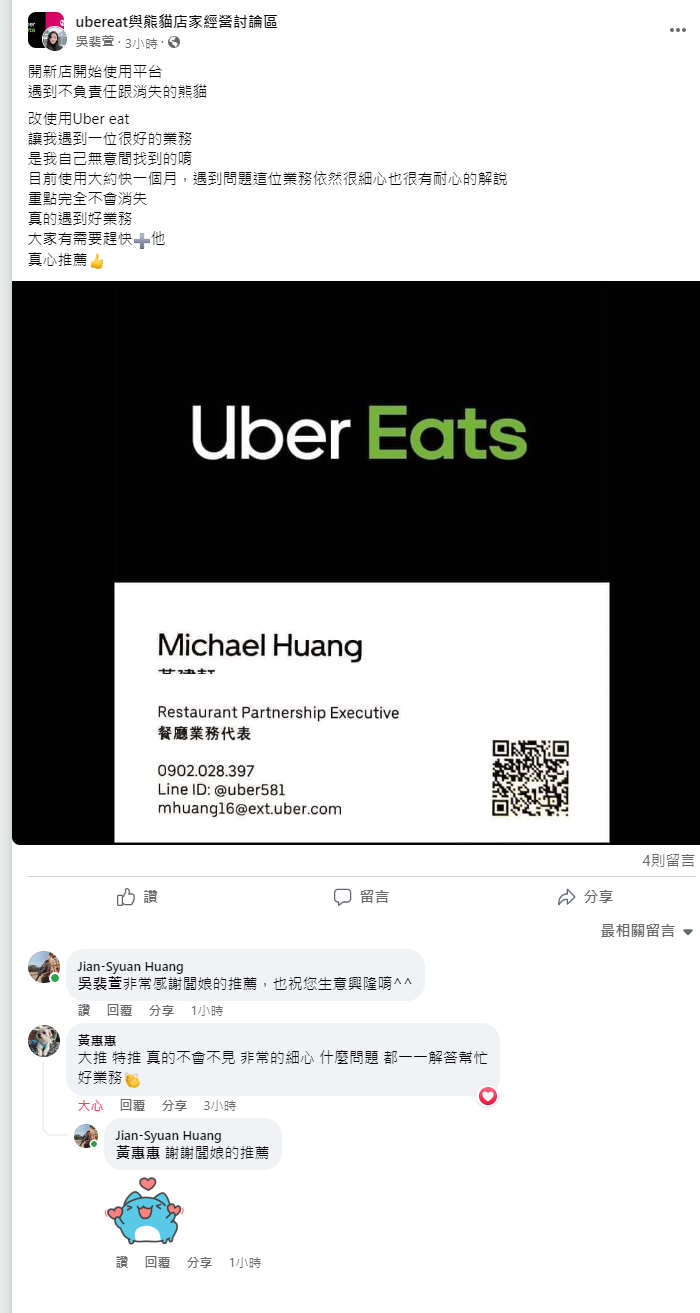 ubereat與熊貓店家經營討論區
吳裴萱 · 3小時 ·
開新店開始使用平台
遇到不負責任跟消失的熊貓
改使用Uber eat
讓我遇到一位很好的業務
是我自己無意間找到的唷
目前使用大約快一個月，遇到問題這位業務依然很細心也很有耐心的解說
重點完全不會消失
真的遇到好業務
大家有需要趕快➕他
真心推薦👍
Uber Eats
Michael Huang
Restaurant Partnership Executive
餐廳業務代表
0902.028.397
Line ID: @uber581
mhuang16@ext.uber.com
4則留言
讚 留言 分享
最相關留言
Jian-Syuan Huang
吳裴萱非常感謝闆娘的推薦，也祝您生意興隆唷^^
讚 回覆 分享 1小時
黃惠惠
大推 特推 真的不會不見 非常的細心 什麼問題 都一一解答幫忙
好業務👏
大心 回覆 分享 3小時
Jian-Syuan Huang
黃惠惠 謝謝闆娘的推薦
讚 回覆 分享 1小時